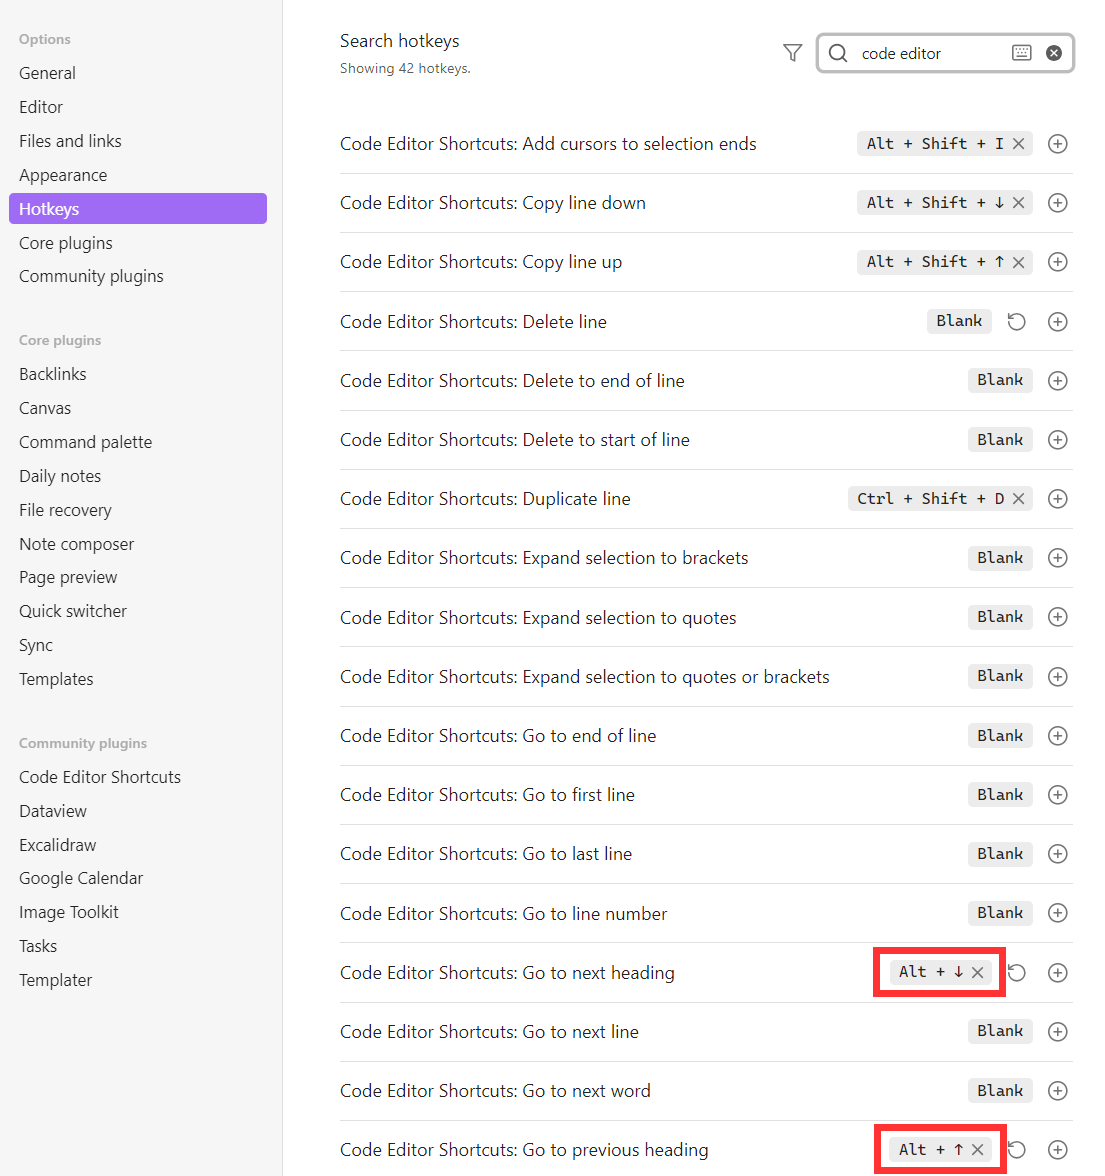 Options
General
Editor
Files and links
Appearance
Hotkeys
Core plugins
Community plugins
Core plugins
Backlinks
Canvas
Command palette
Daily notes
File recovery
Note composer
Page preview
Quick switcher
Sync
Templates
Community plugins
Code Editor Shortcuts
Dataview
Excalidraw
Google Calendar
Image Toolkit
Tasks
Templater
Search hotkeys
Showing 42 hotkeys.
code editor
Code Editor Shortcuts: Add cursors to selection ends Alt + Shift + I
Code Editor Shortcuts: Copy line down Alt + Shift + ↓
Code Editor Shortcuts: Copy line up Alt + Shift + ↑
Code Editor Shortcuts: Delete line Blank
Code Editor Shortcuts: Delete to end of line Blank
Code Editor Shortcuts: Delete to start of line Blank
Code Editor Shortcuts: Duplicate line Ctrl + Shift + D
Code Editor Shortcuts: Expand selection to brackets Blank
Code Editor Shortcuts: Expand selection to quotes Blank
Code Editor Shortcuts: Expand selection to quotes or brackets Blank
Code Editor Shortcuts: Go to end of line Blank
Code Editor Shortcuts: Go to first line Blank
Code Editor Shortcuts: Go to last line Blank
Code Editor Shortcuts: Go to line number Blank
Code Editor Shortcuts: Go to next heading Alt + ↓
Code Editor Shortcuts: Go to next line Blank
Code Editor Shortcuts: Go to next word Blank
Code Editor Shortcuts: Go to previous heading Alt + ↑